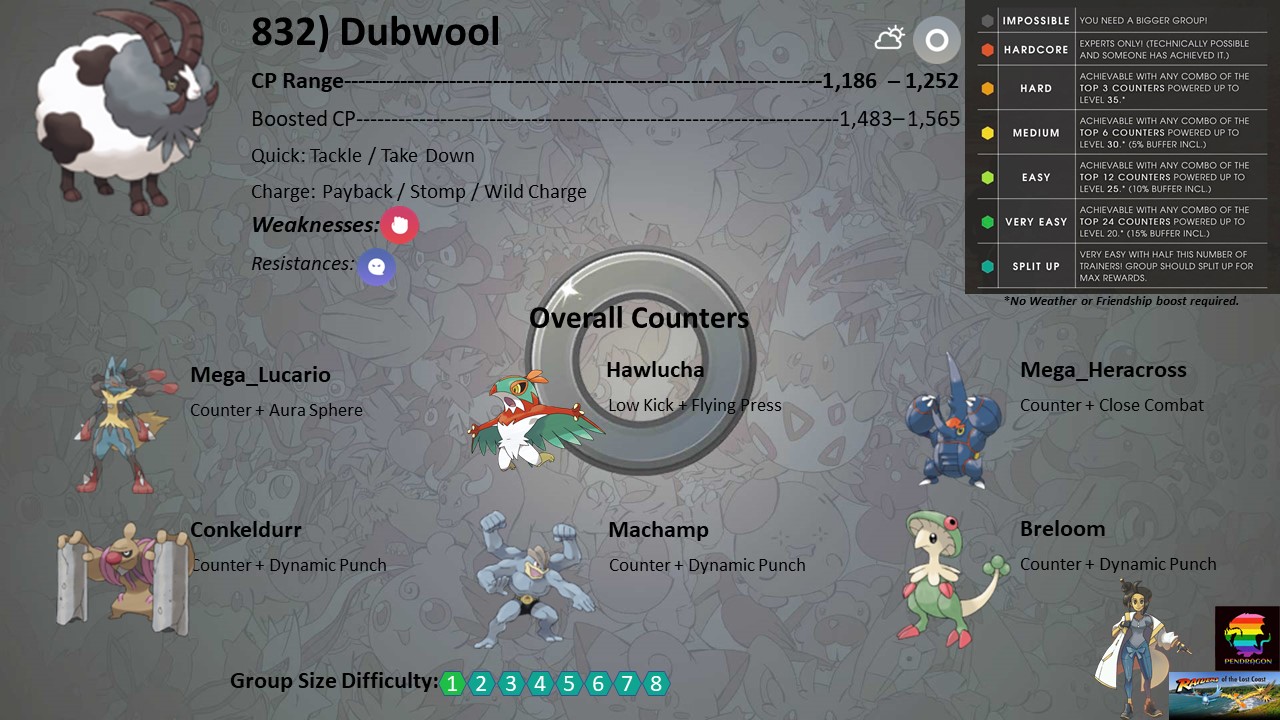 832) Dubwool
CP Range--------------------------------------------------------------------1,186 – 1,252
Boosted CP---------------------------------------------------------------------1,483–1,565
Quick: Tackle / Take Down
Charge: Payback / Stomp / Wild Charge
Weaknesses:
Resistances:
IMPOSSIBLE YOU NEED A BIGGER GROUP!
HARDCORE EXPERTS ONLY! (TECHNICALLY POSSIBLE
AND SOMEONE HAS ACHIEVED IT.)
HARD ACHIEVABLE WITH ANY COMBO OF THE
TOP 3 COUNTERS POWERED UP TO
LEVEL 35.*
MEDIUM ACHIEVABLE WITH ANY COMBO OF THE
TOP 6 COUNTERS POWERED UP TO
LEVEL 30.* (5% BUFFER INCL.)
EASY ACHIEVABLE WITH ANY COMBO OF THE
TOP 12 COUNTERS POWERED UP TO
LEVEL 25.* (10% BUFFER INCL.)
VERY EASY ACHIEVABLE WITH ANY COMBO OF THE
TOP 24 COUNTERS POWERED UP TO
LEVEL 20.* (15% BUFFER INCL.)
SPLIT UP VERY EASY WITH HALF THIS NUMBER OF
TRAINERS! GROUP SHOULD SPLIT UP FOR
MAX REWARDS.
*No Weather or Friendship boost required.
Overall Counters
Mega_Lucario
Counter + Aura Sphere
Hawlucha
Low Kick + Flying Press
Mega_Heracross
Counter + Close Combat
Conkeldurr
Counter + Dynamic Punch
Machamp
Counter + Dynamic Punch
Breloom
Counter + Dynamic Punch
Group Size Difficulty: 1 2 3 4 5 6 7 8
PENDROGON
RAIDERS of the Lost Coast